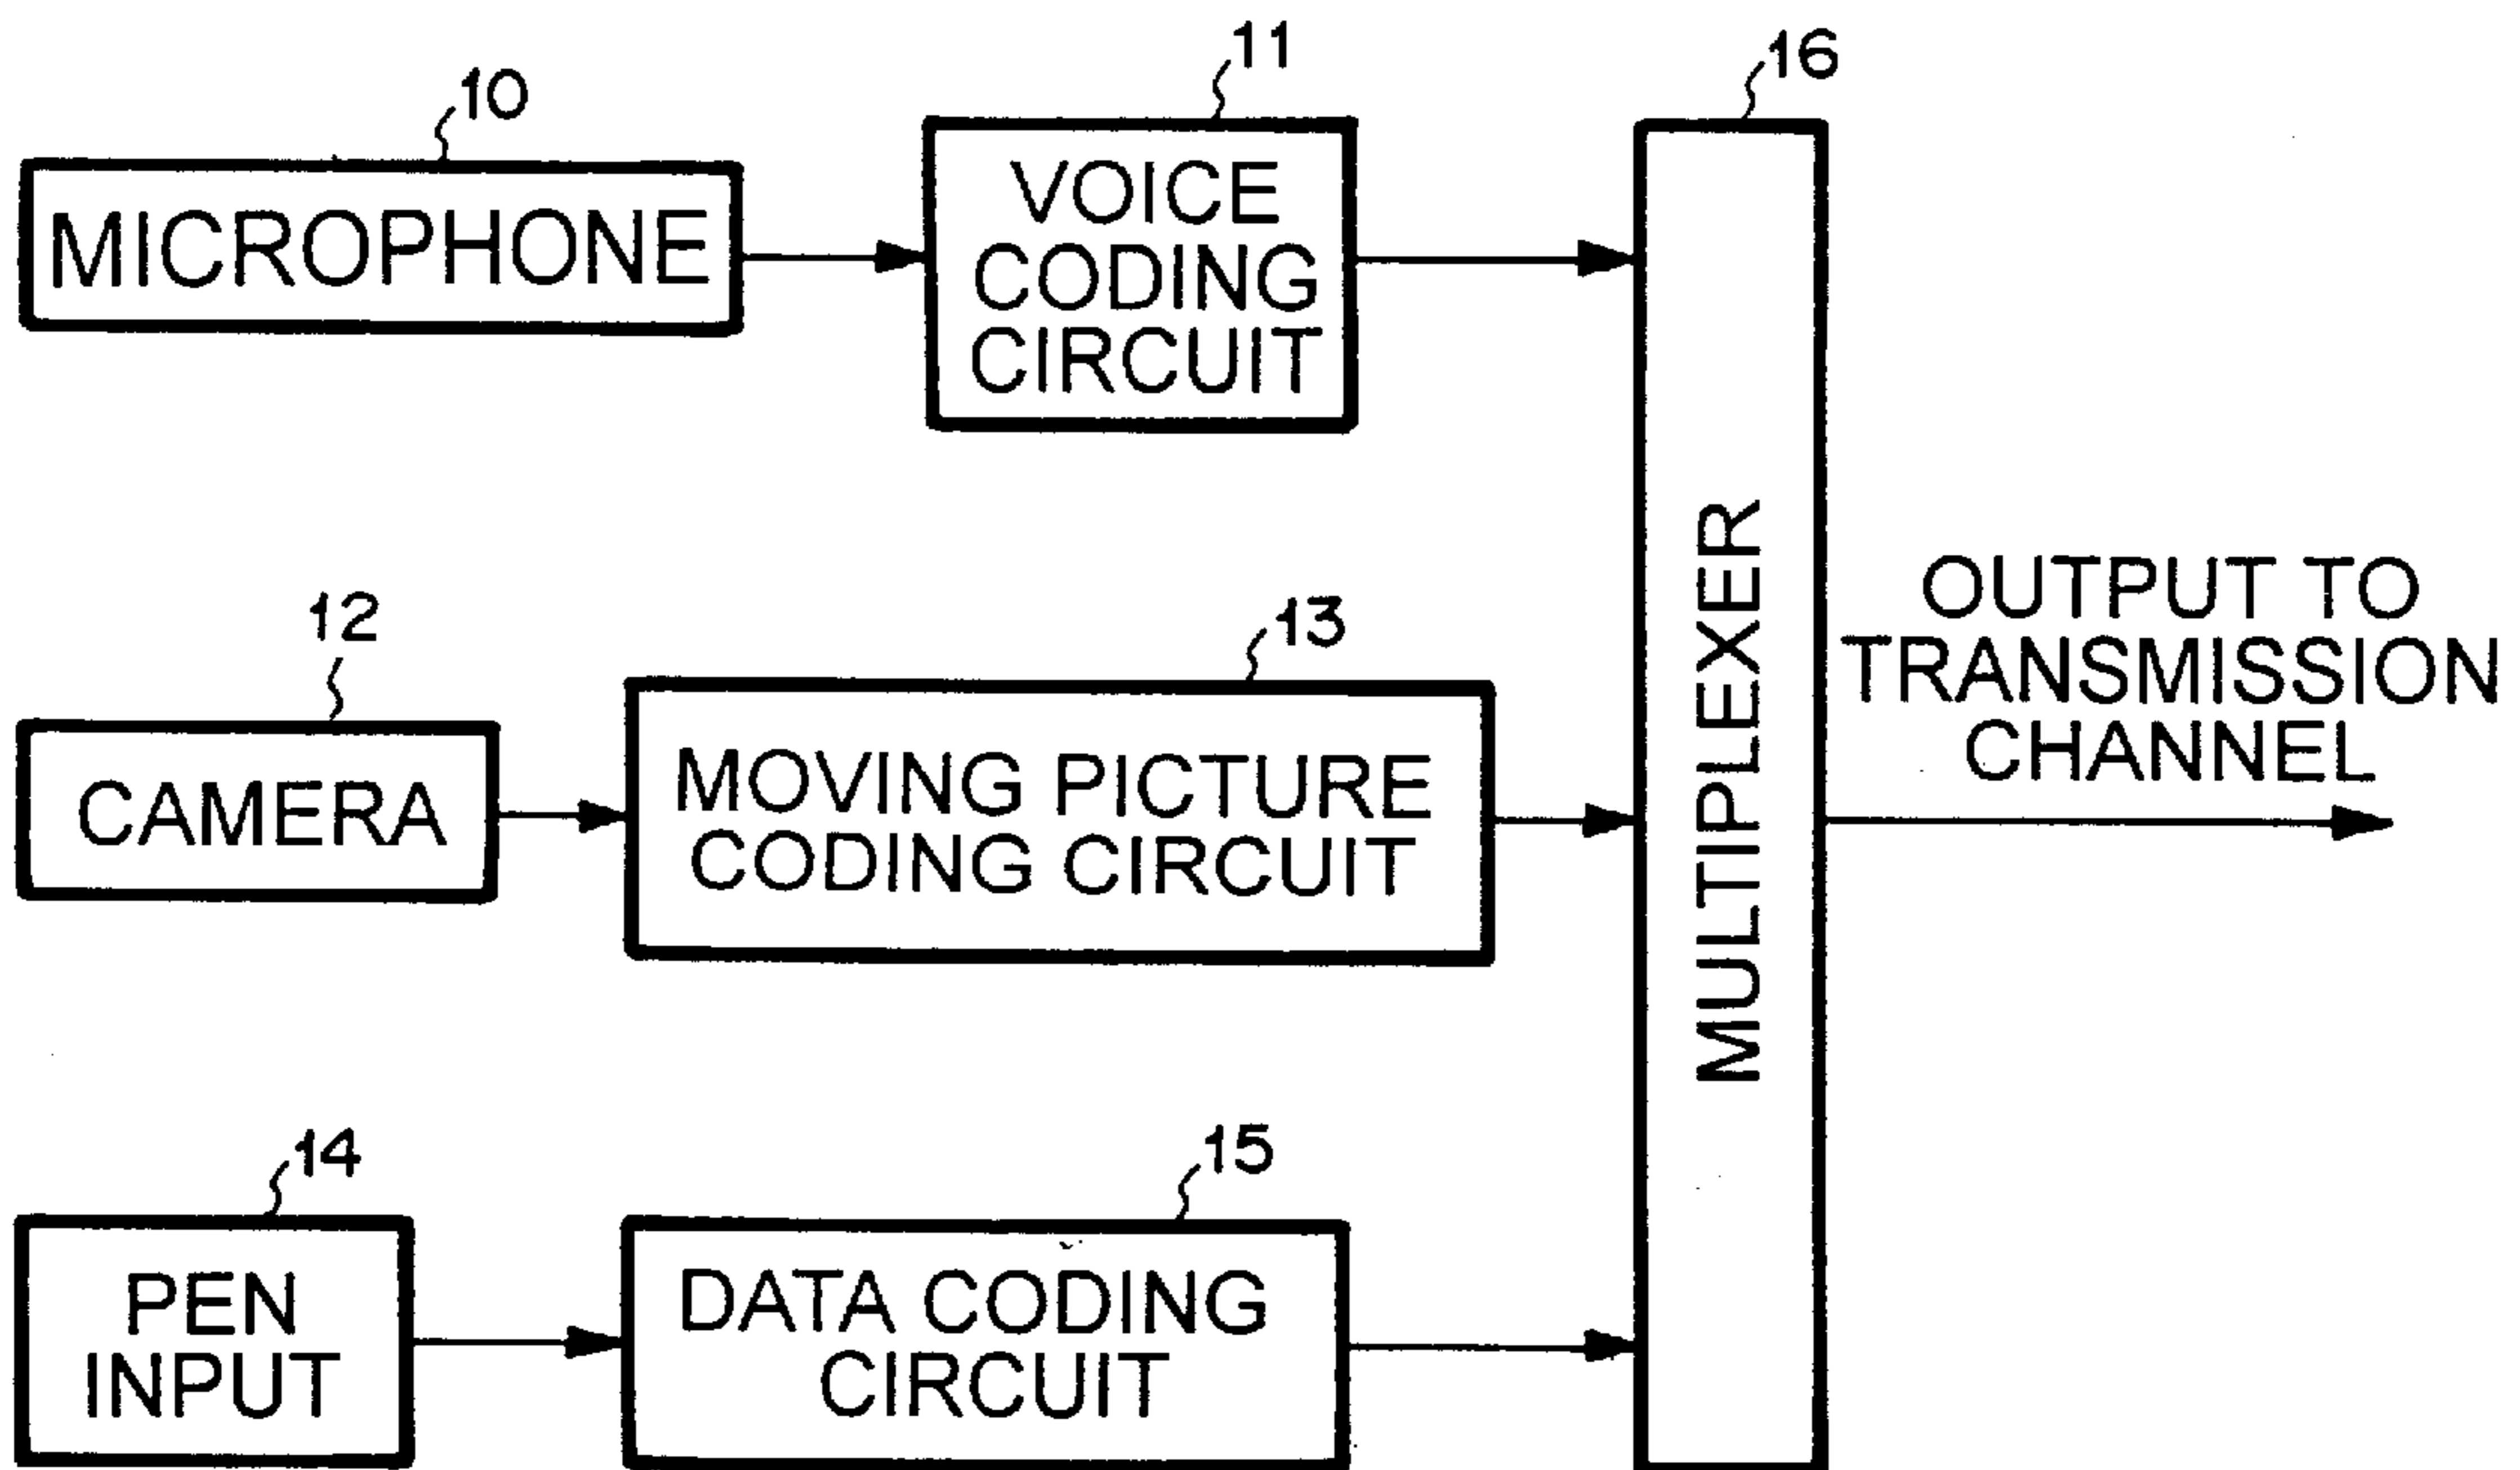 10
MICROPHONE
11
VOICE
CODING
CIRCUIT
12
CAMERA
13
MOVING PICTURE
CODING CIRCUIT
14
PEN
INPUT
15
DATA CODING
CIRCUIT
16
MULTIPLEXER
OUTPUT TO
TRANSMISSION
CHANNEL